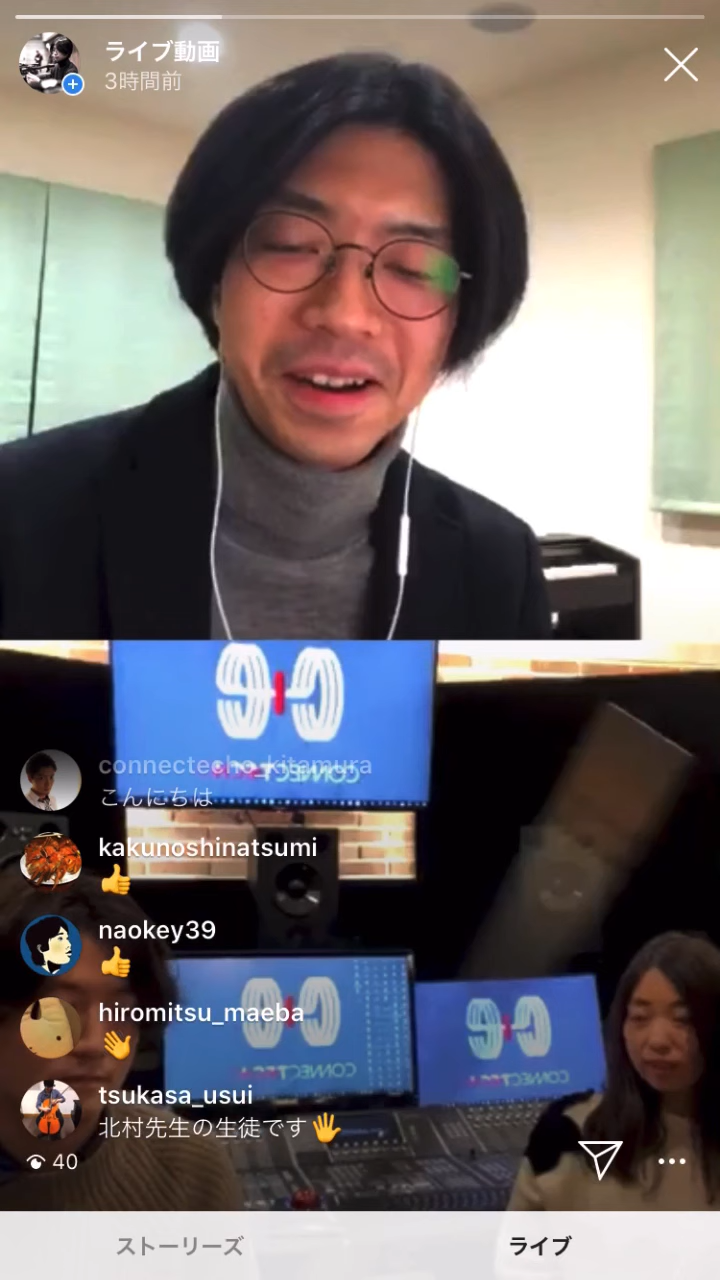 ライブ動画
3時間前
connectecho_kitamura
こんにちは
kakunoshinatsumi
👍
naokey39
👍
hiromitsu_maeba
👋
tsukasa_usui
北村先生の生徒です🖐
40
ストーリーズ
ライブ